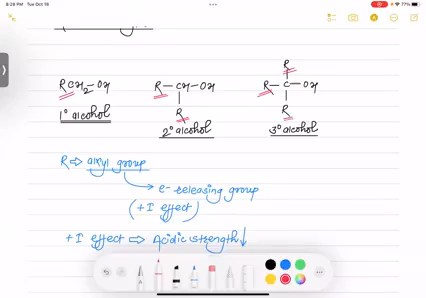 9:28 PM Tue Oct 18
77%
RCH2-OH
R-CH-OH
R
R
R-C-OH
R
1° alcohol
2° alcohol
3° alcohol
R ⇒ alkyl group
→ e- releasing group
(+I effect)
+I effect ⇒ Acidic strength ↓